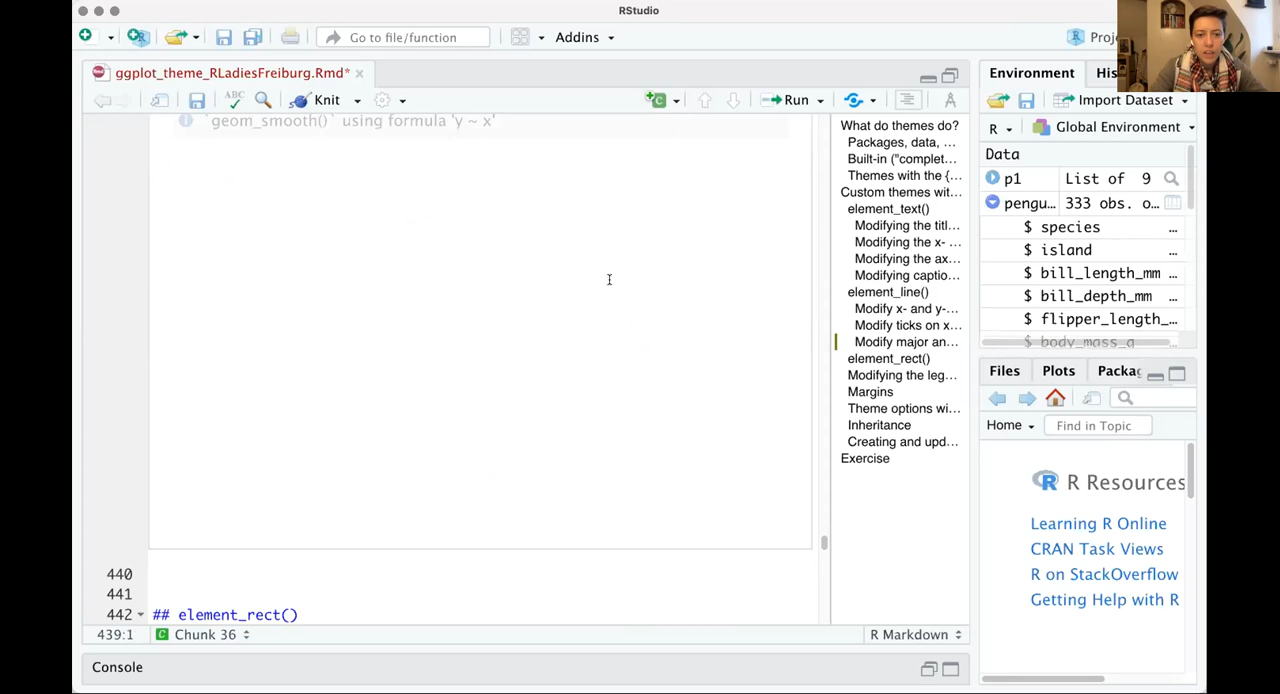 RStudio
Go to file/function
Addins
Proj
ggplot_theme_RLadiesFreiburg.Rmd*
ABC
Knit
Run
`geom_smooth()` using formula 'y ~ x'
440
441
442
## element_rect()
439:1
Chunk 36
R Markdown
Console
What do themes do?
Packages, data, ...
Built-in ("complet...
Themes with the {...
Custom themes wit...
element_text()
Modifying the titl...
Modifying the x- ...
Modifying the ax...
Modifying captio...
element_line()
Modify x- and y-...
Modify ticks on x...
Modify major an...
element_rect()
Modifying the leg...
Margins
Theme options wi...
Inheritance
Creating and upd...
Exercise
Environment
His
Import Dataset
R
Global Environment
Data
p1 List of 9
pengu... 333 obs. o...
$ species ...
$ island ...
$ bill_length_mm ...
$ bill_depth_mm ...
$ flipper_length_...
$ body_mass_g ...
Files
Plots
Packa
Home
Find in Topic
R Resources
Learning R Online
CRAN Task Views
R on StackOverflow
Getting Help with R